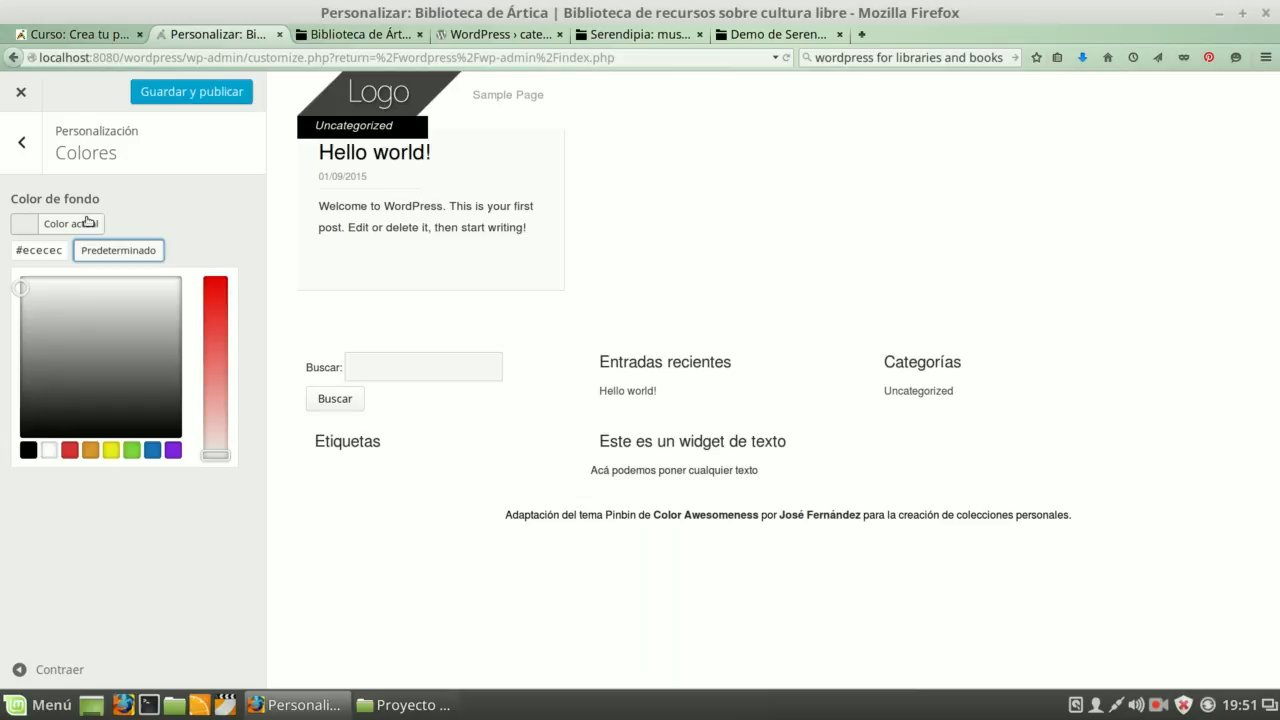 Personalizar: Biblioteca de Ártica | Biblioteca de recursos sobre cultura libre - Mozilla Firefox
Curso: Crea tu p...
Personalizar: Bi...
Biblioteca de Árt...
WordPress › cate...
Serendipia: mus...
Demo de Seren...
localhost:8080/wordpress/wp-admin/customize.php?return=%2Fwordpress%2Fwp-admin%2Findex.php
wordpress for libraries and books
Guardar y publicar
Personalización
Colores
Color de fondo
Color actual
#ececec
Predeterminado
Contraer
Logo
Sample Page
Uncategorized
Hello world!
01/09/2015
Welcome to WordPress. This is your first
post. Edit or delete it, then start writing!
Buscar:
Buscar
Entradas recientes
Hello world!
Categorías
Uncategorized
Etiquetas
Este es un widget de texto
Acá podemos poner cualquier texto
Adaptación del tema Pinbin de Color Awesomeness por José Fernández para la creación de colecciones personales.
Menú
Personali...
Proyecto ...
19:51